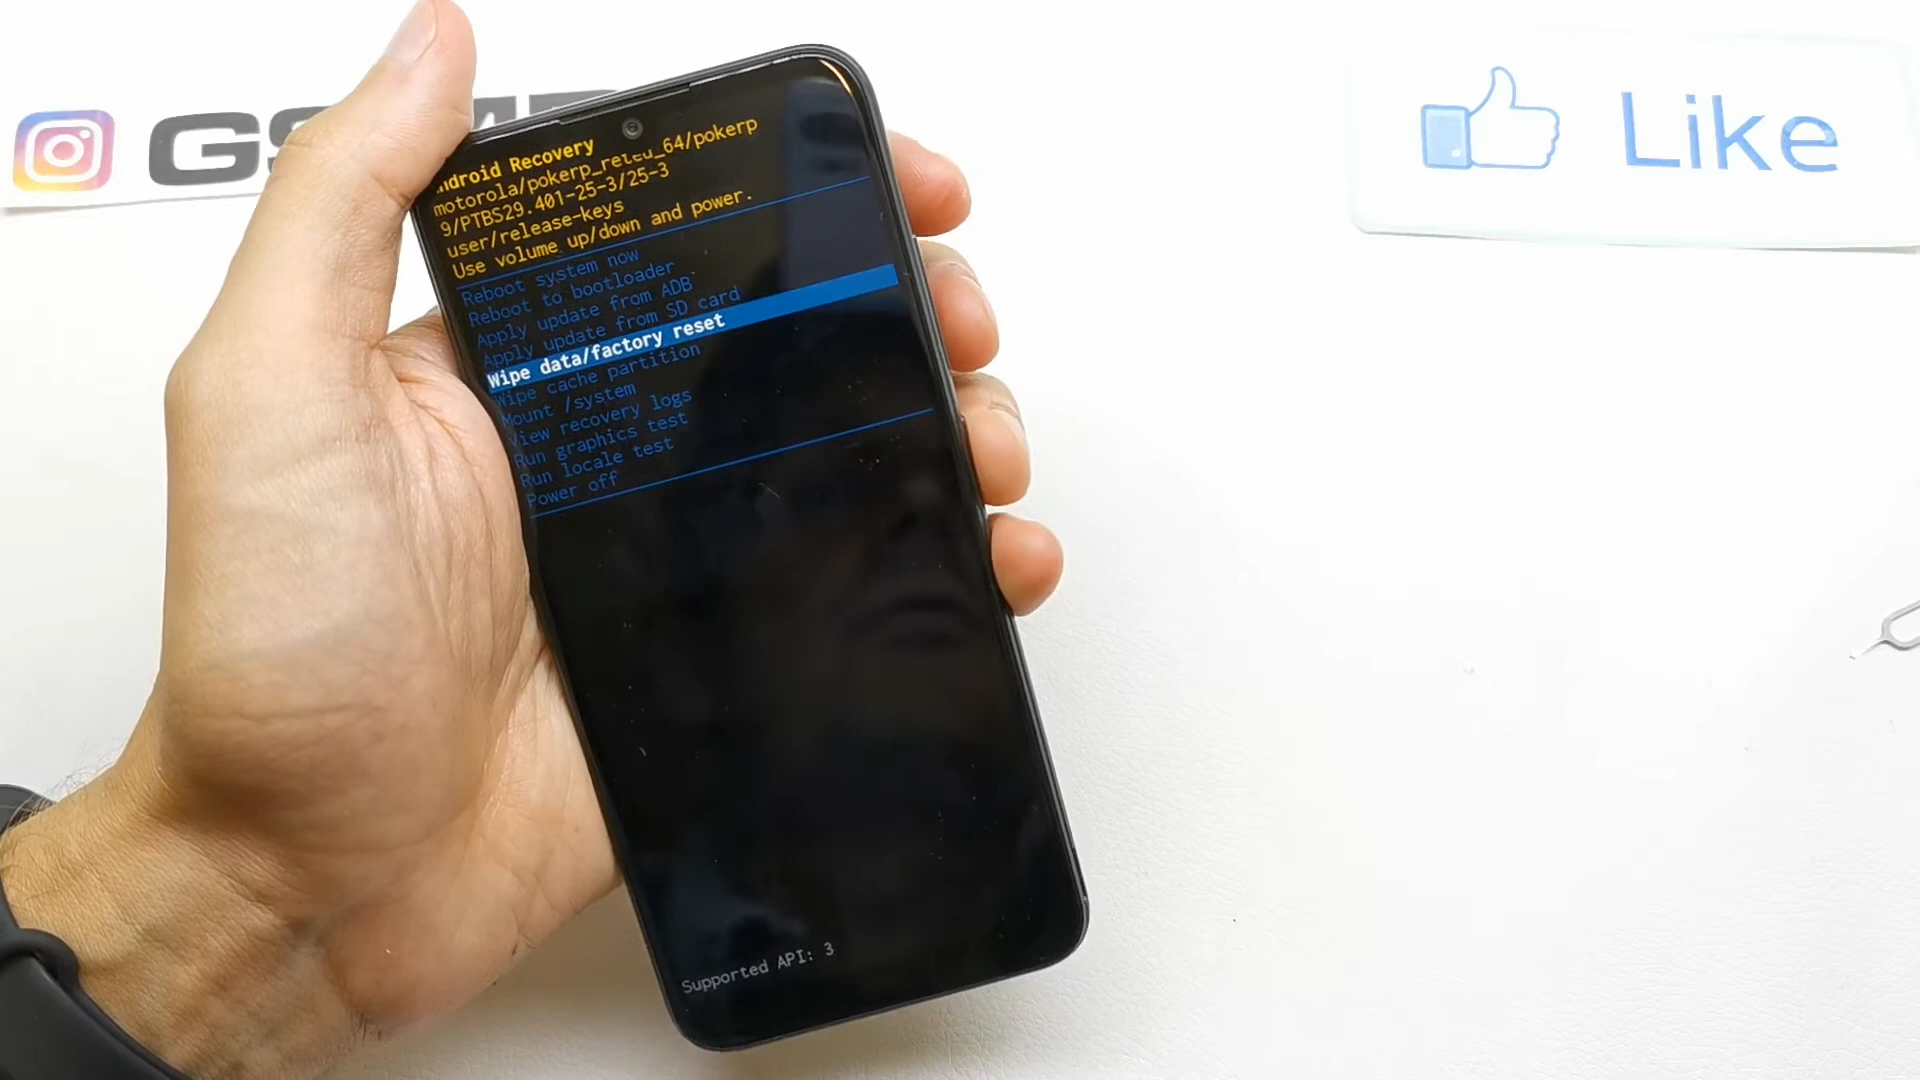 Android Recovery
motorola/pokerp_reteu_64/pokerp
9/PTBS29.401-25-3/25-3
user/release-keys
Use volume up/down and power.
Reboot system now
Reboot to bootloader
Apply update from ADB
Apply update from SD card
Wipe data/factory reset
Wipe cache partition
Mount /system
View recovery logs
Run graphics test
Run locale test
Power off
Supported API: 3
Like